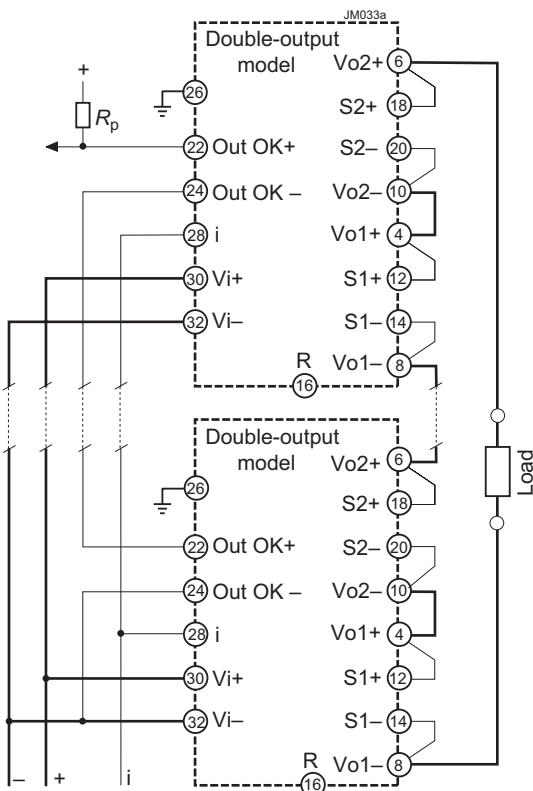 JM033a
Double-output
model
Vo2+ 6
+
26
S2+ 18
Rp
22 Out OK+
S2– 20
24 Out OK –
Vo2– 10
28 i
Vo1+ 4
30 Vi+
S1+ 12
32 Vi–
S1– 14
R
16
Vo1– 8
Double-output
model
Vo2+ 6
Load
26
S2+ 18
22 Out OK+
S2– 20
24 Out OK –
Vo2– 10
28 i
Vo1+ 4
30 Vi+
S1+ 12
32 Vi–
S1– 14
R
16
Vo1– 8
– + i